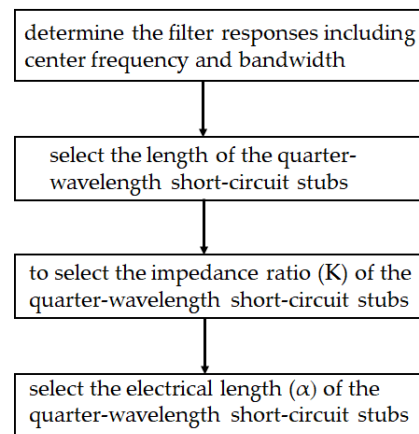 determine the filter responses including
center frequency and bandwidth
select the length of the quarter-
wavelength short-circuit stubs
to select the impedance ratio (K) of the
quarter-wavelength short-circuit stubs
select the electrical length (α) of the
quarter-wavelength short-circuit stubs